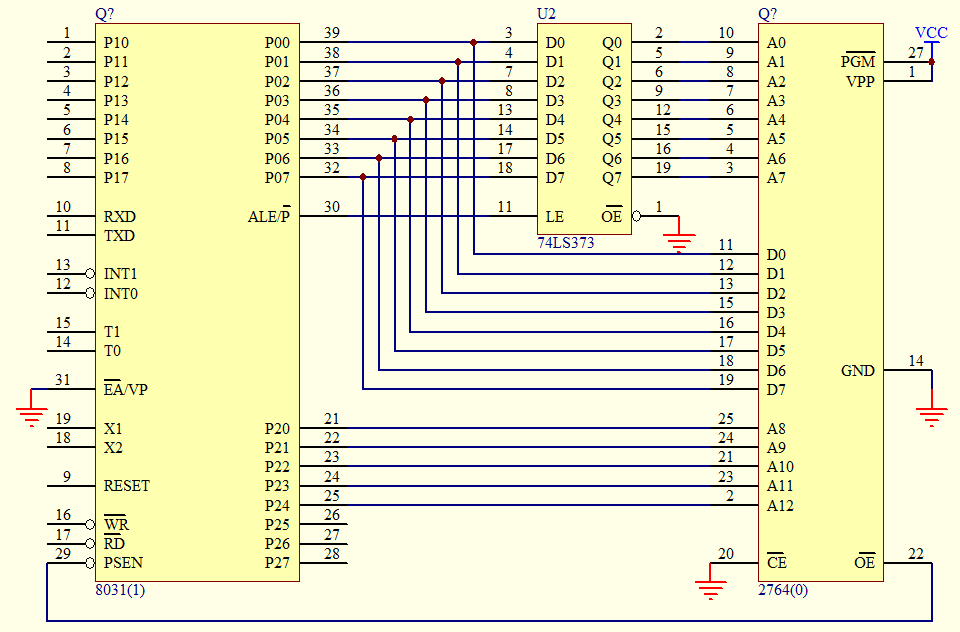 Q? U2 Q?
VCC
1 P10 P00 39 3 D0 Q0 2 10 A0
2 P11 P01 38 4 D1 Q1 5 9 A1 PGM 27
3 P12 P02 37 7 D2 Q2 6 8 A2 VPP 1
4 P13 P03 36 8 D3 Q3 9 7 A3
5 P14 P04 35 13 D4 Q4 12 6 A4
6 P15 P05 34 14 D5 Q5 15 5 A5
7 P16 P06 33 17 D6 Q6 16 4 A6
8 P17 P07 32 18 D7 Q7 19 3 A7
10 RXD ALE/P 30 11 LE OE 1
11 TXD
74LS373
11 D0
13 INT1 12 D1
12 INT0 13 D2
15 D3
15 T1 16 D4
14 T0 17 D5
18 D6 GND 14
31 EA/VP 19 D7
19 X1 P20 21 25 A8
18 X2 P21 22 24 A9
P22 23 21 A10
9 RESET P23 24 23 A11
P24 25 2 A12
16 WR P25 26
17 RD P26 27
29 PSEN P27 28 20 CE OE 22
8031(1) 2764(0)